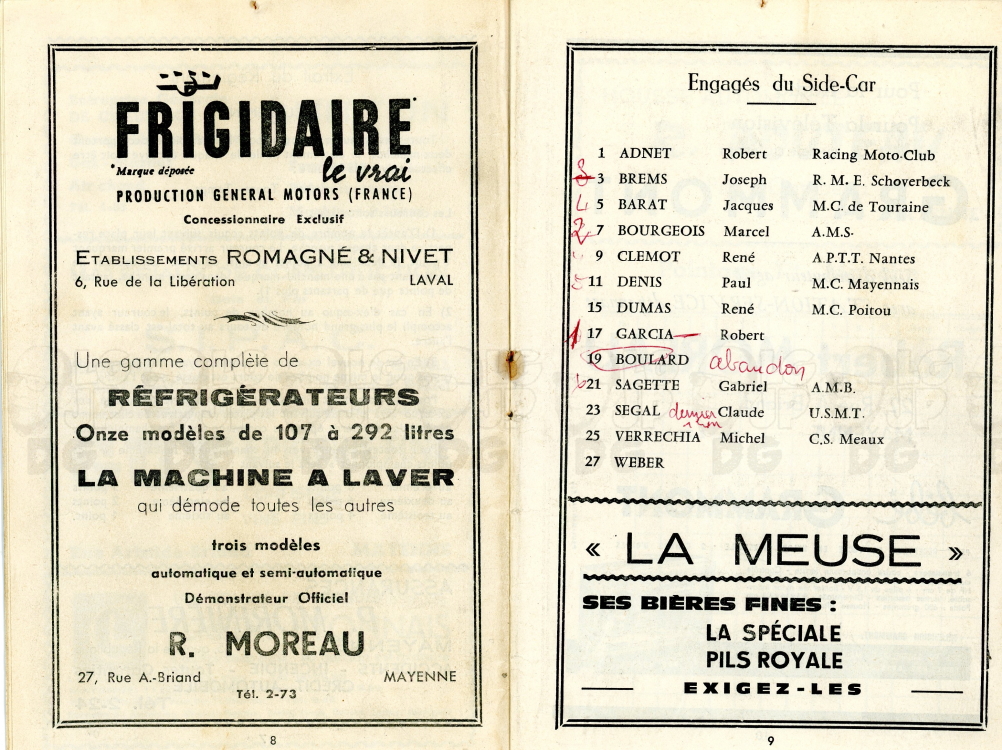 FRIGIDAIRE
*Marque déposée
le vrai
PRODUCTION GENERAL MOTORS (FRANCE)
Concessionnaire Exclusif
ETABLISSEMENTS ROMAGNÉ & NIVET
6, Rue de la Libération LAVAL
Une gamme complète de
RÉFRIGÉRATEURS
Onze modèles de 107 à 292 litres
LA MACHINE A LAVER
qui démode toutes les autres
trois modèles
automatique et semi-automatique
Démonstrateur Officiel
R. MOREAU
27, Rue A.-Briand MAYENNE
Tél. 2-73
8
Engagés du Side-Car
1 ADNET Robert Racing Moto-Club
3 3 BREMS Joseph R. M. E. Schoverbeck
4 5 BARAT Jacques M.C. de Touraine
2 7 BOURGEOIS Marcel A.M.S.
9 CLEMOT René A.P.T.T. Nantes
5 11 DENIS Paul M.C. Mayennais
15 DUMAS René M.C. Poitou
1 17 GARCIA Robert
19 BOULARD abandon
6 21 SAGETTE Gabriel A.M.B.
23 SEGAL dernier Claude U.S.M.T.
25 VERRECHIA Michel C.S. Meaux
27 WEBER
« LA MEUSE »
SES BIÈRES FINES :
LA SPÉCIALE
PILS ROYALE
EXIGEZ-LES
9